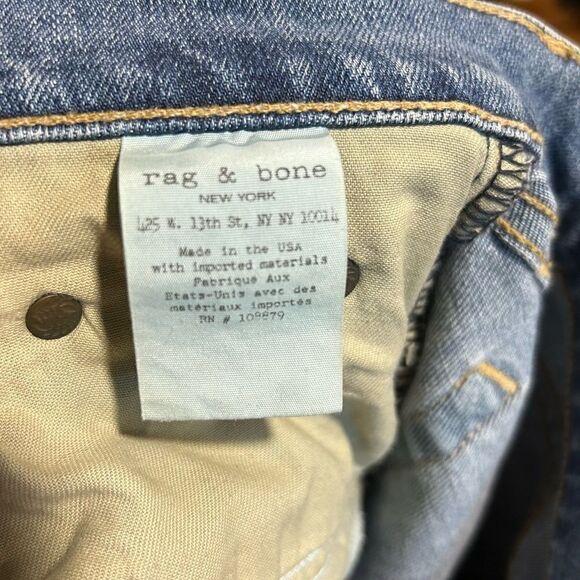 rag & bone
NEW YORK
425 W. 13th St, NY NY 10014
Made in the USA
with imported materials
Fabrique Aux
Etats-Unis avec des
matériaux importés
RN # 108879